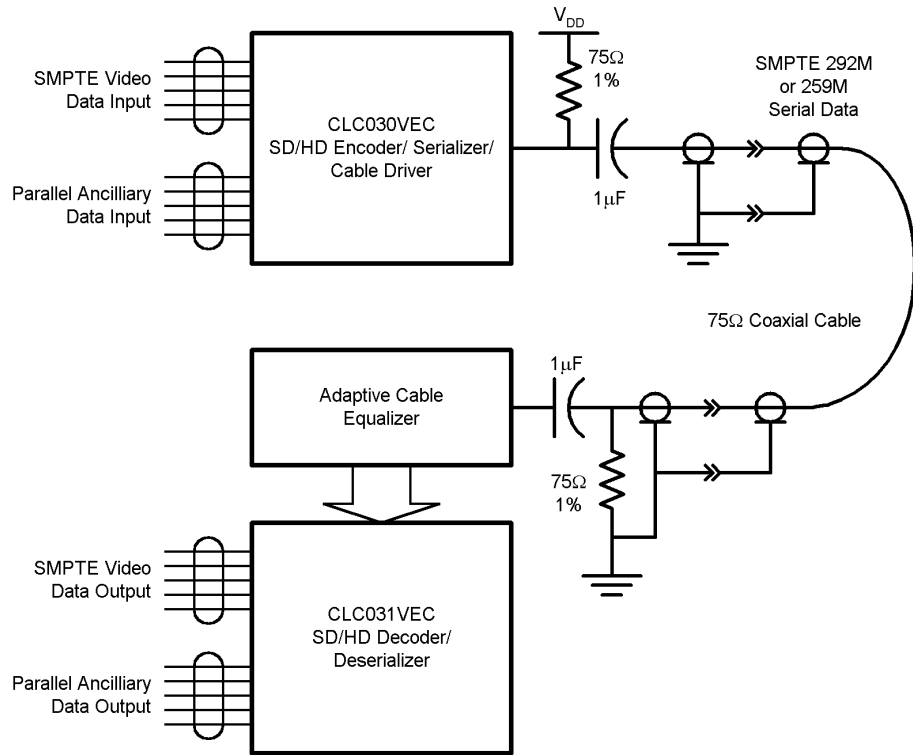 V_DD
75Ω
1%
SMPTE 292M
or 259M
Serial Data
SMPTE Video
Data Input
CLC030VEC
SD/HD Encoder/ Serializer/
Cable Driver
Parallel Ancilliary
Data Input
1µF
75Ω Coaxial Cable
1µF
Adaptive Cable
Equalizer
75Ω
1%
SMPTE Video
Data Output
CLC031VEC
SD/HD Decoder/
Deserializer
Parallel Ancilliary
Data Output